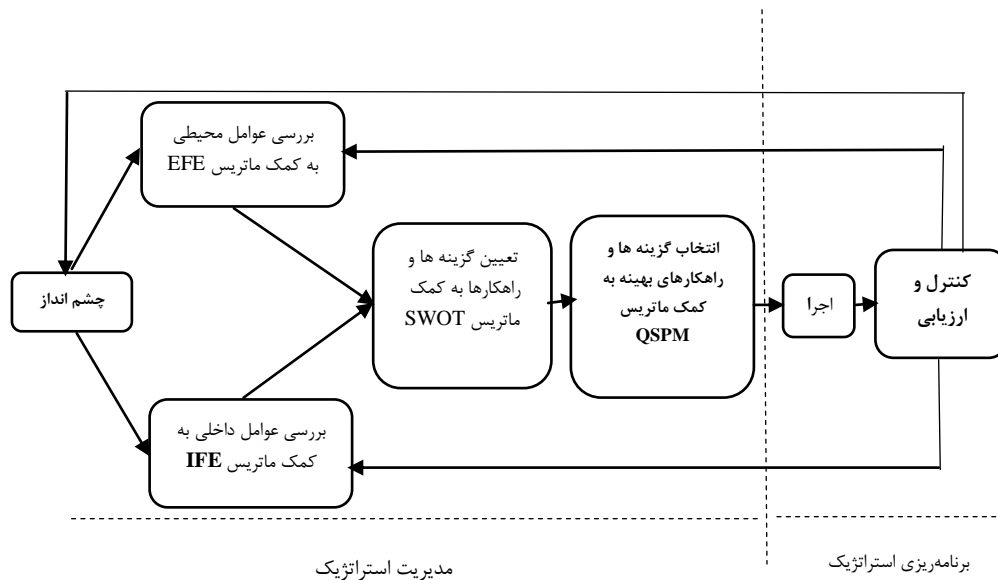 بررسی عوامل محیطی
به کمک ماتریس EFE
چشم انداز
تعیین گزینه ها و
راهکارها به کمک
ماتریس SWOT
انتخاب گزینه ها و
راهکارهای بهینه به
کمک ماتریس
QSPM
اجرا
کنترل و
ارزیابی
بررسی عوامل داخلی به
کمک ماتریس IFE
مدیریت استراتژیک
برنامه‌ریزی استراتژیک